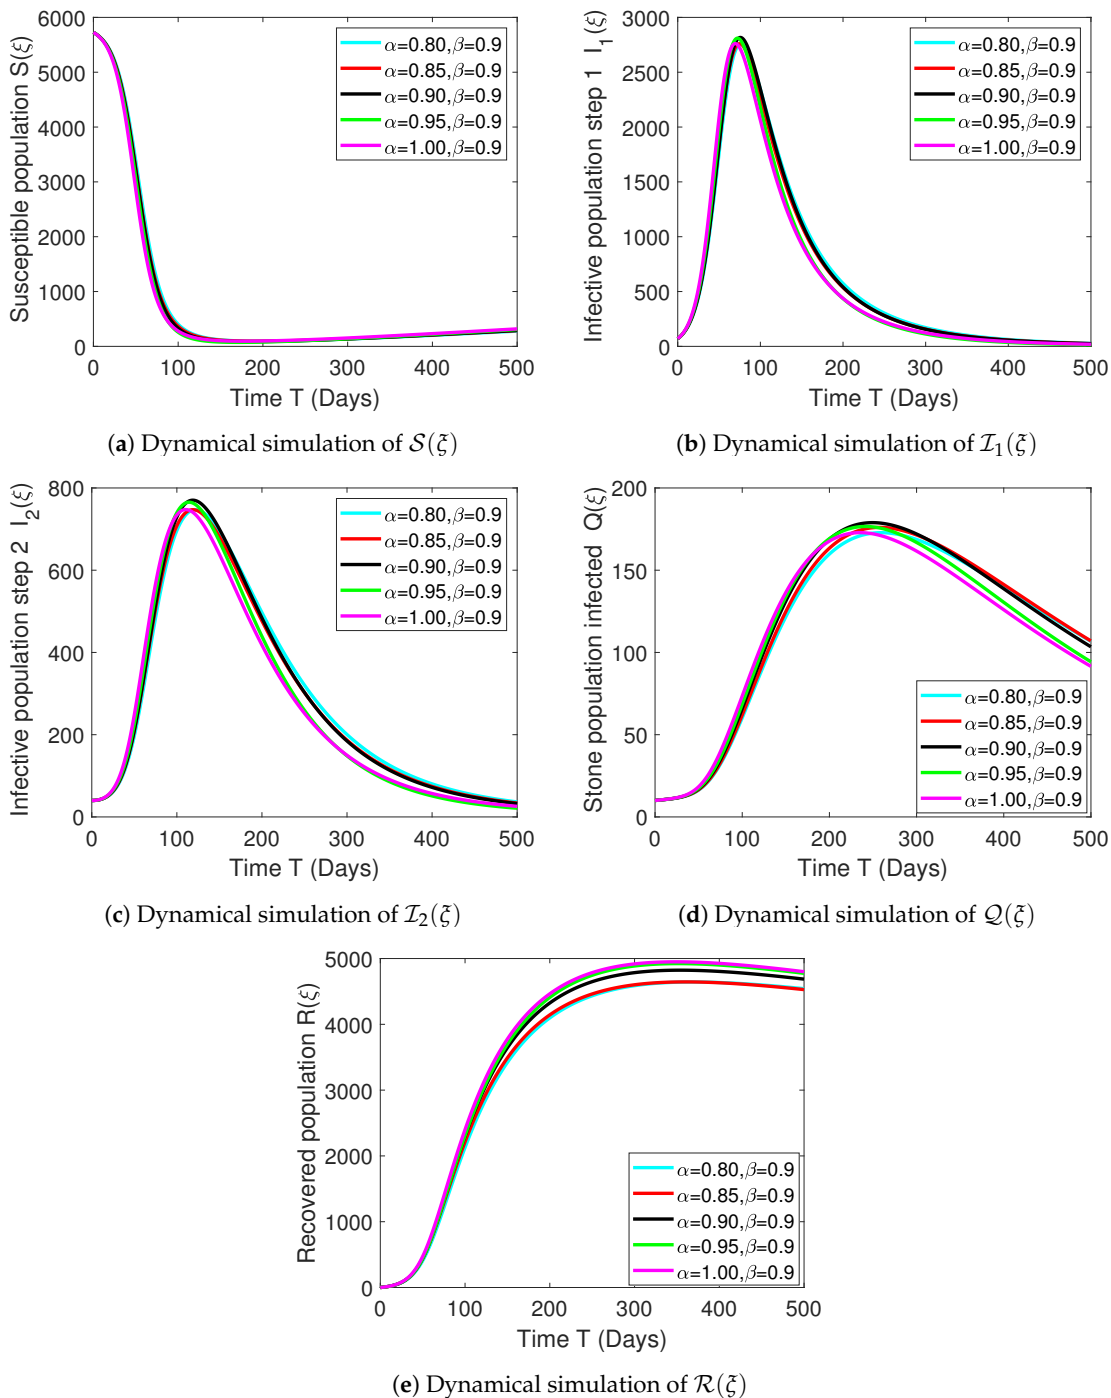 6000
5000
4000
3000
2000
1000
0
0 100 200 300 400 500
Susceptible population S(ξ)
Time T (Days)
α=0.80,β=0.9
α=0.85,β=0.9
α=0.90,β=0.9
α=0.95,β=0.9
α=1.00,β=0.9
(a) Dynamical simulation of 𝒮(ξ)
3000
2500
2000
1500
1000
500
0
0 100 200 300 400 500
Infective population step 1 I_1(ξ)
Time T (Days)
α=0.80,β=0.9
α=0.85,β=0.9
α=0.90,β=0.9
α=0.95,β=0.9
α=1.00,β=0.9
(b) Dynamical simulation of ℐ₁(ξ)
800
600
400
200
0
0 100 200 300 400 500
Infective population step 2 I_2(ξ)
Time T (Days)
α=0.80,β=0.9
α=0.85,β=0.9
α=0.90,β=0.9
α=0.95,β=0.9
α=1.00,β=0.9
(c) Dynamical simulation of ℐ₂(ξ)
200
150
100
50
0
0 100 200 300 400 500
Stone population infected Q(ξ)
Time T (Days)
α=0.80,β=0.9
α=0.85,β=0.9
α=0.90,β=0.9
α=0.95,β=0.9
α=1.00,β=0.9
(d) Dynamical simulation of 𝒬(ξ)
5000
4000
3000
2000
1000
0
0 100 200 300 400 500
Recovered population R(ξ)
Time T (Days)
α=0.80,β=0.9
α=0.85,β=0.9
α=0.90,β=0.9
α=0.95,β=0.9
α=1.00,β=0.9
(e) Dynamical simulation of ℛ(ξ)